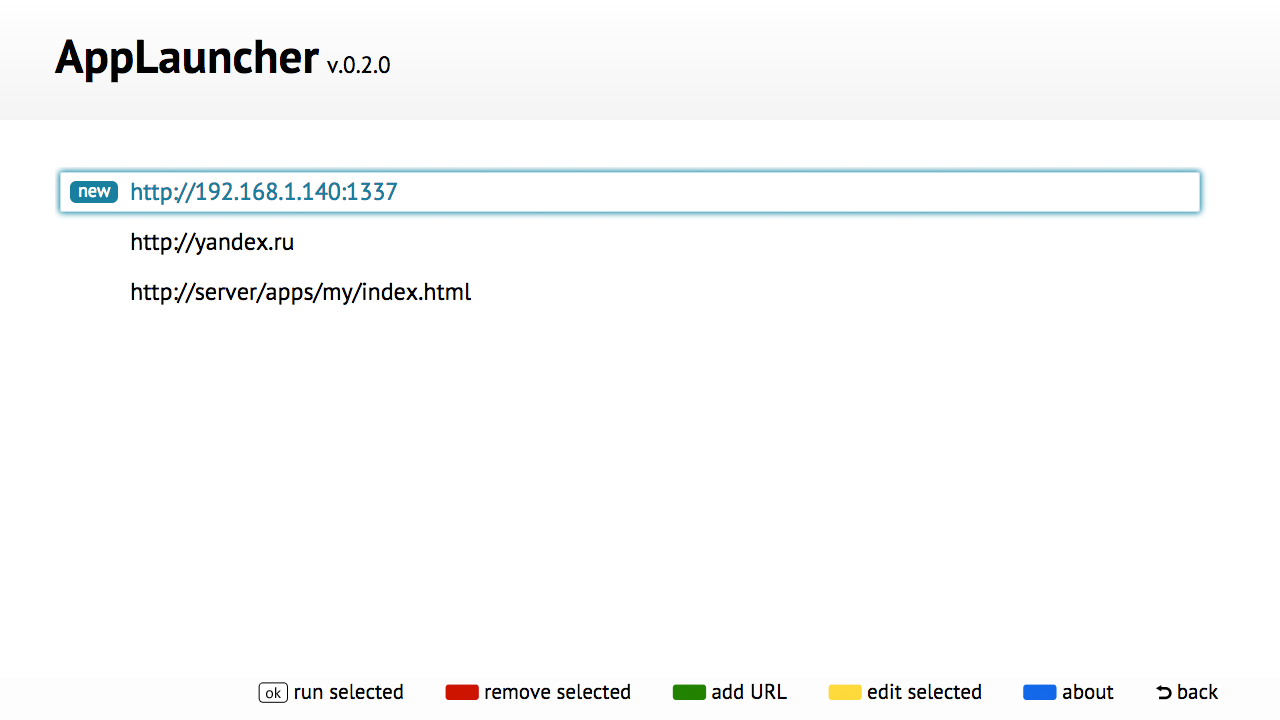 AppLauncher v.0.2.0
new http://192.168.1.140:1337
http://yandex.ru
http://server/apps/my/index.html
ok run selected remove selected add URL edit selected about back